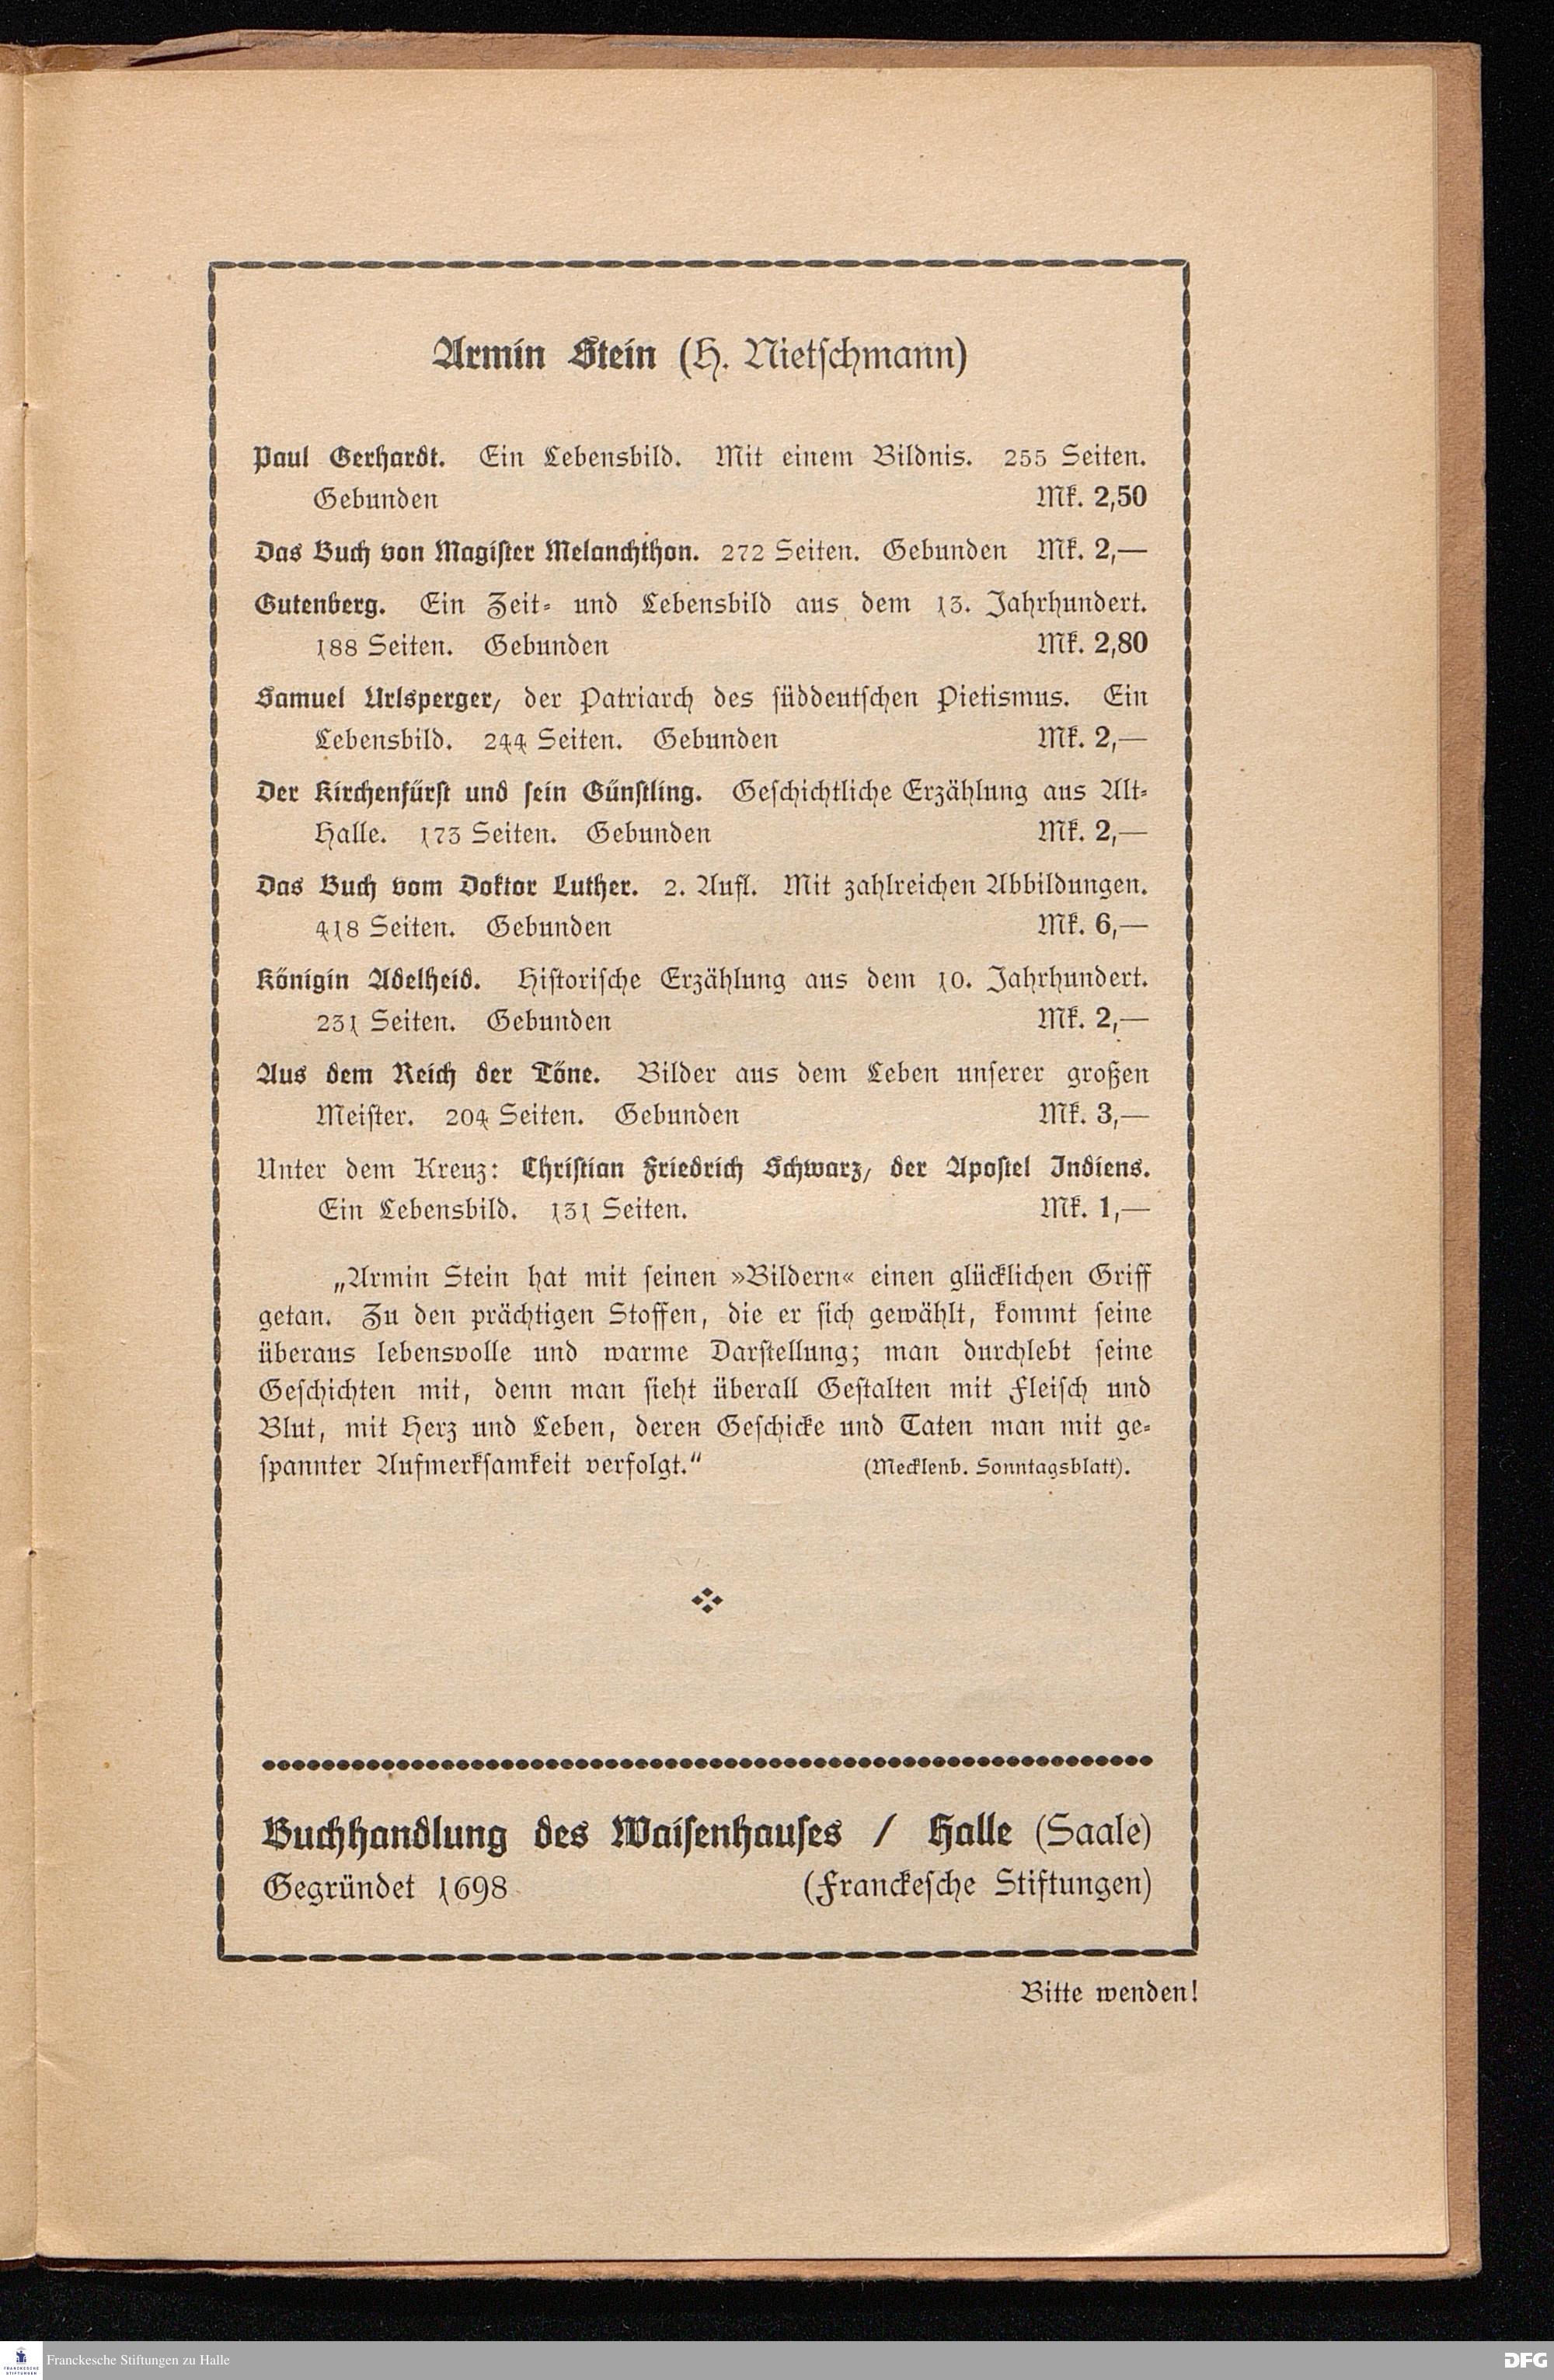 Armin Stein (H. Nietschmann)
Paul Gerhardt. Ein Lebensbild. Mit einem Bildnis. 255 Seiten.
Gebunden Mk. 2,50
Das Buch von Magister Melanchthon. 272 Seiten. Gebunden Mk. 2,—
Gutenberg. Ein Zeit- und Lebensbild aus dem 13. Jahrhundert.
188 Seiten. Gebunden Mk. 2,80
Samuel Urlsperger, der Patriarch des süddeutschen Pietismus. Ein
Lebensbild. 244 Seiten. Gebunden Mk. 2,—
Der Kirchenfürst und sein Günstling. Geschichtliche Erzählung aus Alt-
Halle. 173 Seiten. Gebunden Mk. 2,—
Das Buch vom Doktor Luther. 2. Aufl. Mit zahlreichen Abbildungen.
418 Seiten. Gebunden Mk. 6,—
Königin Adelheid. Historische Erzählung aus dem 10. Jahrhundert.
231 Seiten. Gebunden Mk. 2,—
Aus dem Reich der Töne. Bilder aus dem Leben unserer großen
Meister. 204 Seiten. Gebunden Mk. 3,—
Unter dem Kreuz: Christian Friedrich Schwarz, der Apostel Indiens.
Ein Lebensbild. 131 Seiten. Mk. 1,—
„Armin Stein hat mit seinen »Bildern« einen glücklichen Griff
getan. Zu den prächtigen Stoffen, die er sich gewählt, kommt seine
überaus lebensvolle und warme Darstellung; man durchlebt seine
Geschichten mit, denn man sieht überall Gestalten mit Fleisch und
Blut, mit Herz und Leben, deren Geschicke und Taten man mit ge-
spannter Aufmerksamkeit verfolgt.“ (Mecklenb. Sonntagsblatt).
Buchhandlung des Waisenhauses / Halle (Saale)
Gegründet 1698 (Franckesche Stiftungen)
Bitte wenden!
FRANCKESCHE
STIFTUNGEN
Franckesche Stiftungen zu Halle
DFG